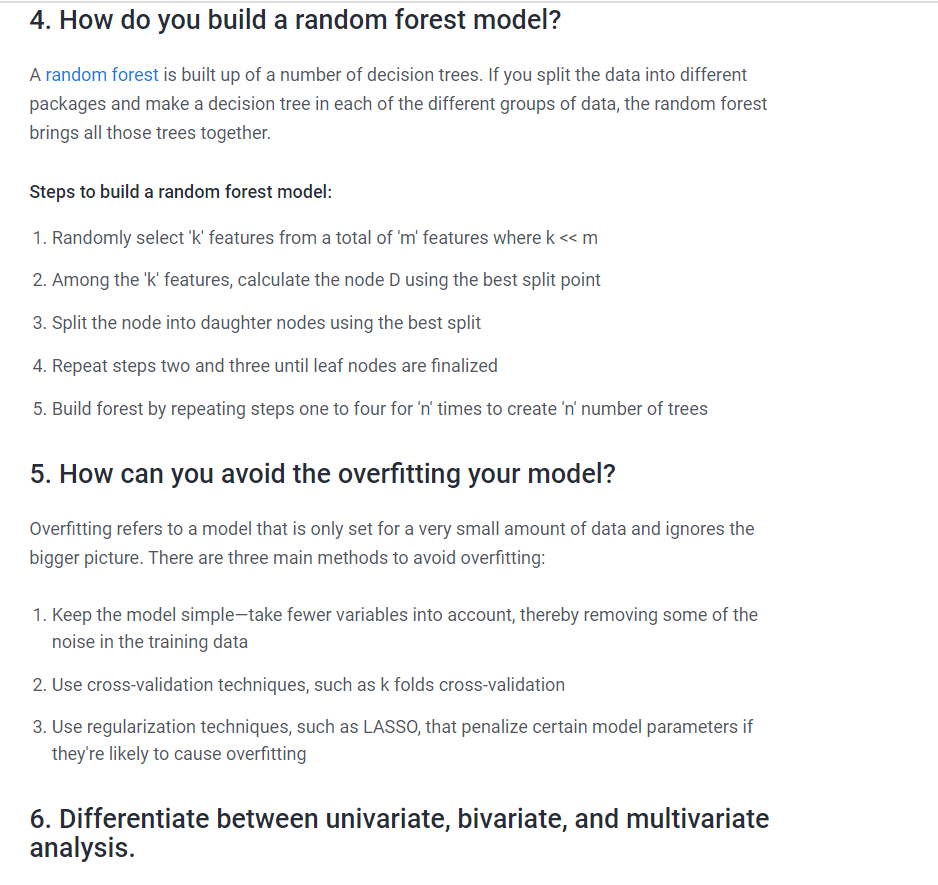 4. How do you build a random forest model?
A random forest is built up of a number of decision trees. If you split the data into different
packages and make a decision tree in each of the different groups of data, the random forest
brings all those trees together.
Steps to build a random forest model:
1. Randomly select 'k' features from a total of 'm' features where k << m
2. Among the 'k' features, calculate the node D using the best split point
3. Split the node into daughter nodes using the best split
4. Repeat steps two and three until leaf nodes are finalized
5. Build forest by repeating steps one to four for 'n' times to create 'n' number of trees
5. How can you avoid the overfitting your model?
Overfitting refers to a model that is only set for a very small amount of data and ignores the
bigger picture. There are three main methods to avoid overfitting:
1. Keep the model simple—take fewer variables into account, thereby removing some of the
noise in the training data
2. Use cross-validation techniques, such as k folds cross-validation
3. Use regularization techniques, such as LASSO, that penalize certain model parameters if
they're likely to cause overfitting
6. Differentiate between univariate, bivariate, and multivariate
analysis.